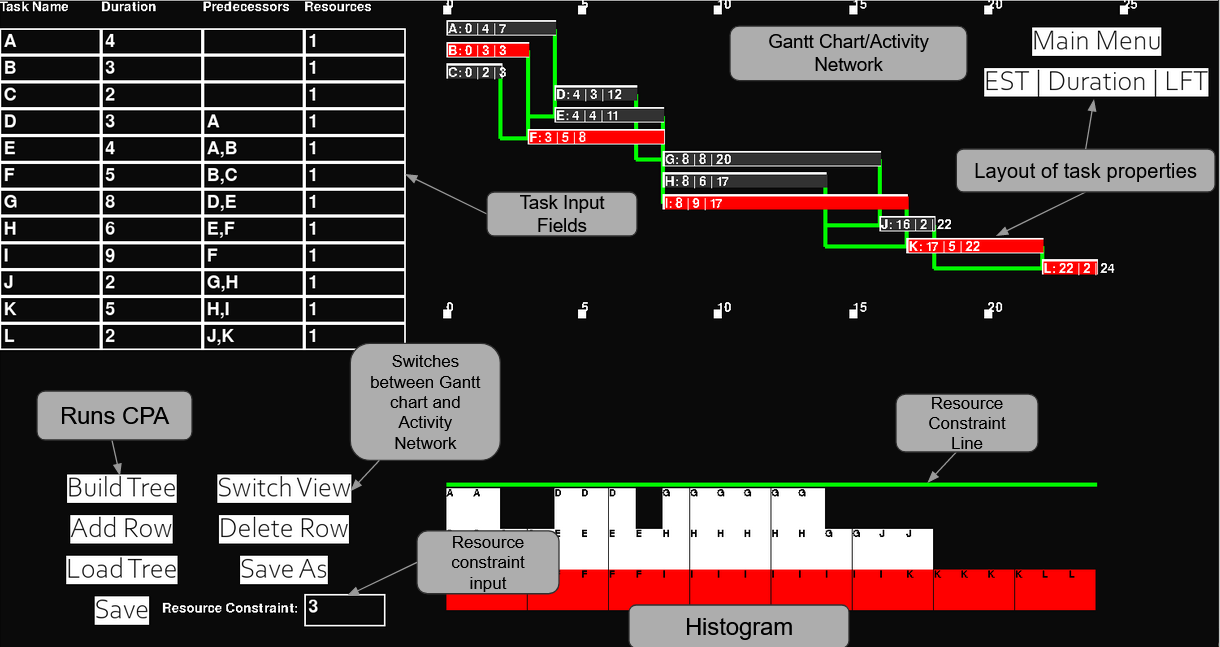 Task Name Duration Predecessors Resources
A 4 1
B 3 1
C 2 1
D 3 A 1
E 4 A,B 1
F 5 B,C 1
G 8 D,E 1
H 6 E,F 1
I 9 F 1
J 2 G,H 1
K 5 H,I 1
L 2 J,K 1
0 5 10 15 20 25
A: 0 | 4 | 7
B: 0 | 3 | 3
C: 0 | 2 | 3
D: 4 | 3 | 12
E: 4 | 4 | 11
F: 3 | 5 | 8
G: 8 | 8 | 20
H: 8 | 6 | 17
I: 8 | 9 | 17
J: 16 | 2 | 22
K: 17 | 5 | 22
L: 22 | 2 | 24
0 5 10 15 20
Gantt Chart/Activity
Network
Main Menu
EST | Duration | LFT
Layout of task properties
Task Input
Fields
Switches
between Gantt
chart and
Activity
Network
Runs CPA
Build Tree Switch View
Add Row Delete Row
Load Tree Save As
Save Resource Constraint: 3
Resource
constraint
input
Resource
Constraint
Line
A A D D D G G G G G G
E E E E H H H H H H G G J J
F F F I I I I I I I I I K K K K K L L
Histogram